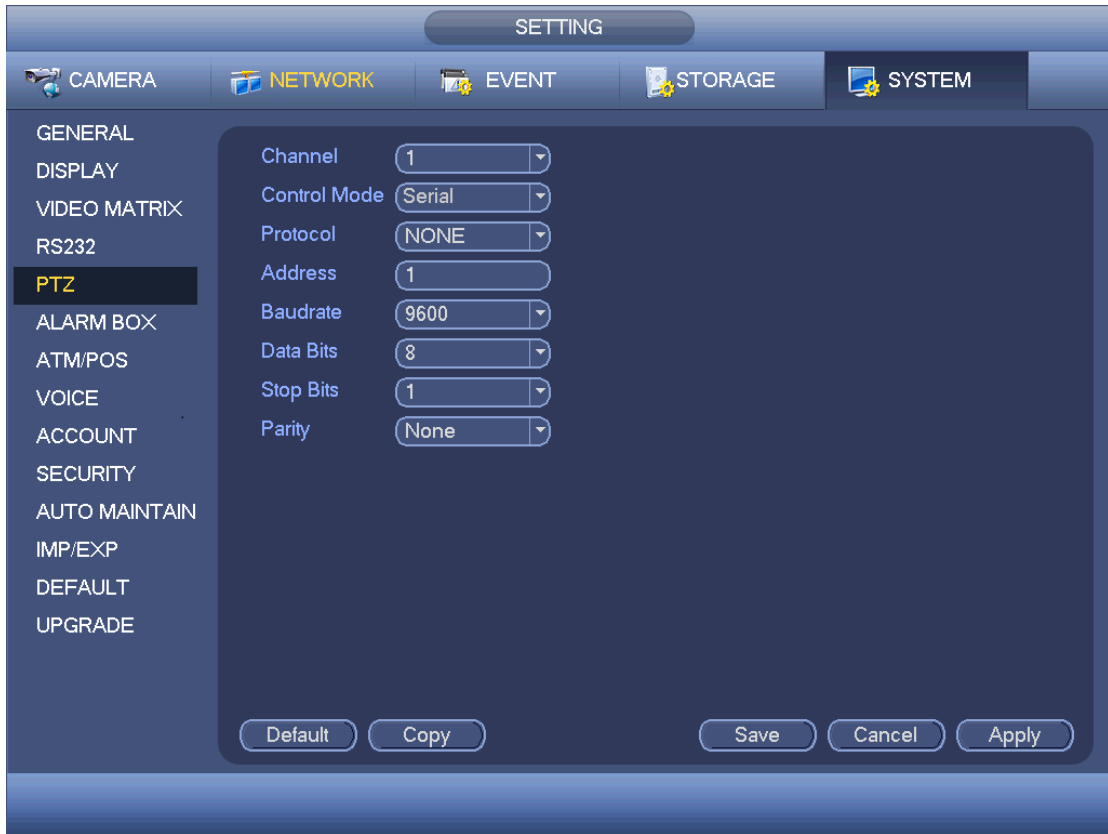 SETTING
CAMERA NETWORK EVENT STORAGE SYSTEM
GENERAL
DISPLAY
VIDEO MATRIX
RS232
PTZ
ALARM BOX
ATM/POS
VOICE
ACCOUNT
SECURITY
AUTO MAINTAIN
IMP/EXP
DEFAULT
UPGRADE
Channel 1
Control Mode Serial
Protocol NONE
Address 1
Baudrate 9600
Data Bits 8
Stop Bits 1
Parity None
Default Copy Save Cancel Apply